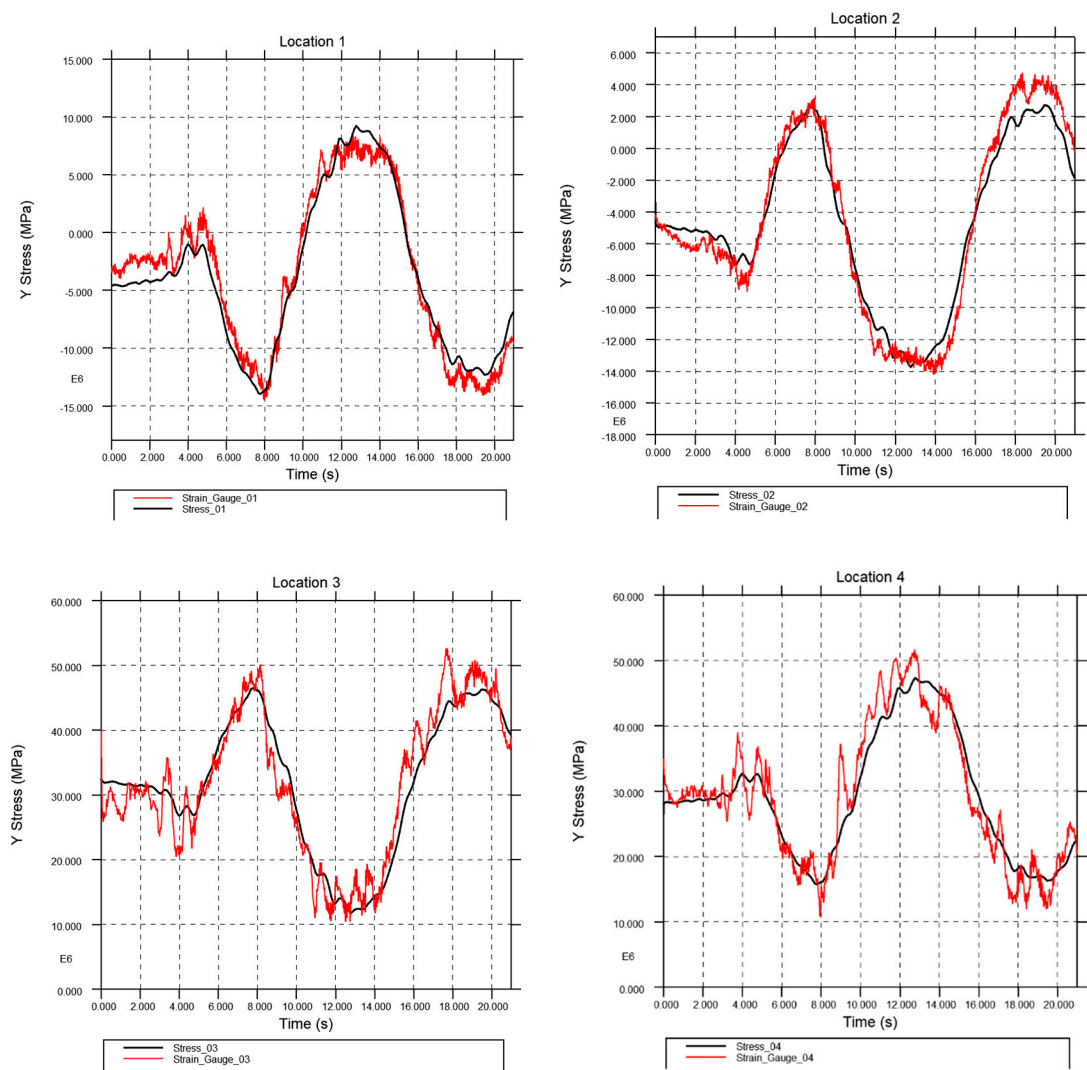 Location 1
15.000
10.000
5.000
0.000
-5.000
-10.000
E6
-15.000
Y Stress (MPa)
0.000 2.000 4.000 6.000 8.000 10.000 12.000 14.000 16.000 18.000 20.000
Time (s)
Strain_Gauge_01
Stress_01
Location 2
6.000
4.000
2.000
0.000
-2.000
-4.000
-6.000
-8.000
-10.000
-12.000
-14.000
-16.000
E6
-18.000
Y Stress (MPa)
0.000 2.000 4.000 6.000 8.000 10.000 12.000 14.000 16.000 18.000 20.000
Time (s)
Stress_02
Strain_Gauge_02
Location 3
60.000
50.000
40.000
30.000
20.000
10.000
E6
0.000
Y Stress (MPa)
0.000 2.000 4.000 6.000 8.000 10.000 12.000 14.000 16.000 18.000 20.000
Time (s)
Stress_03
Strain_Gauge_03
Location 4
60.000
50.000
40.000
30.000
20.000
10.000
E6
0.000
Y Stress (MPa)
0.000 2.000 4.000 6.000 8.000 10.000 12.000 14.000 16.000 18.000 20.000
Time (s)
Stress_04
Strain_Gauge_04